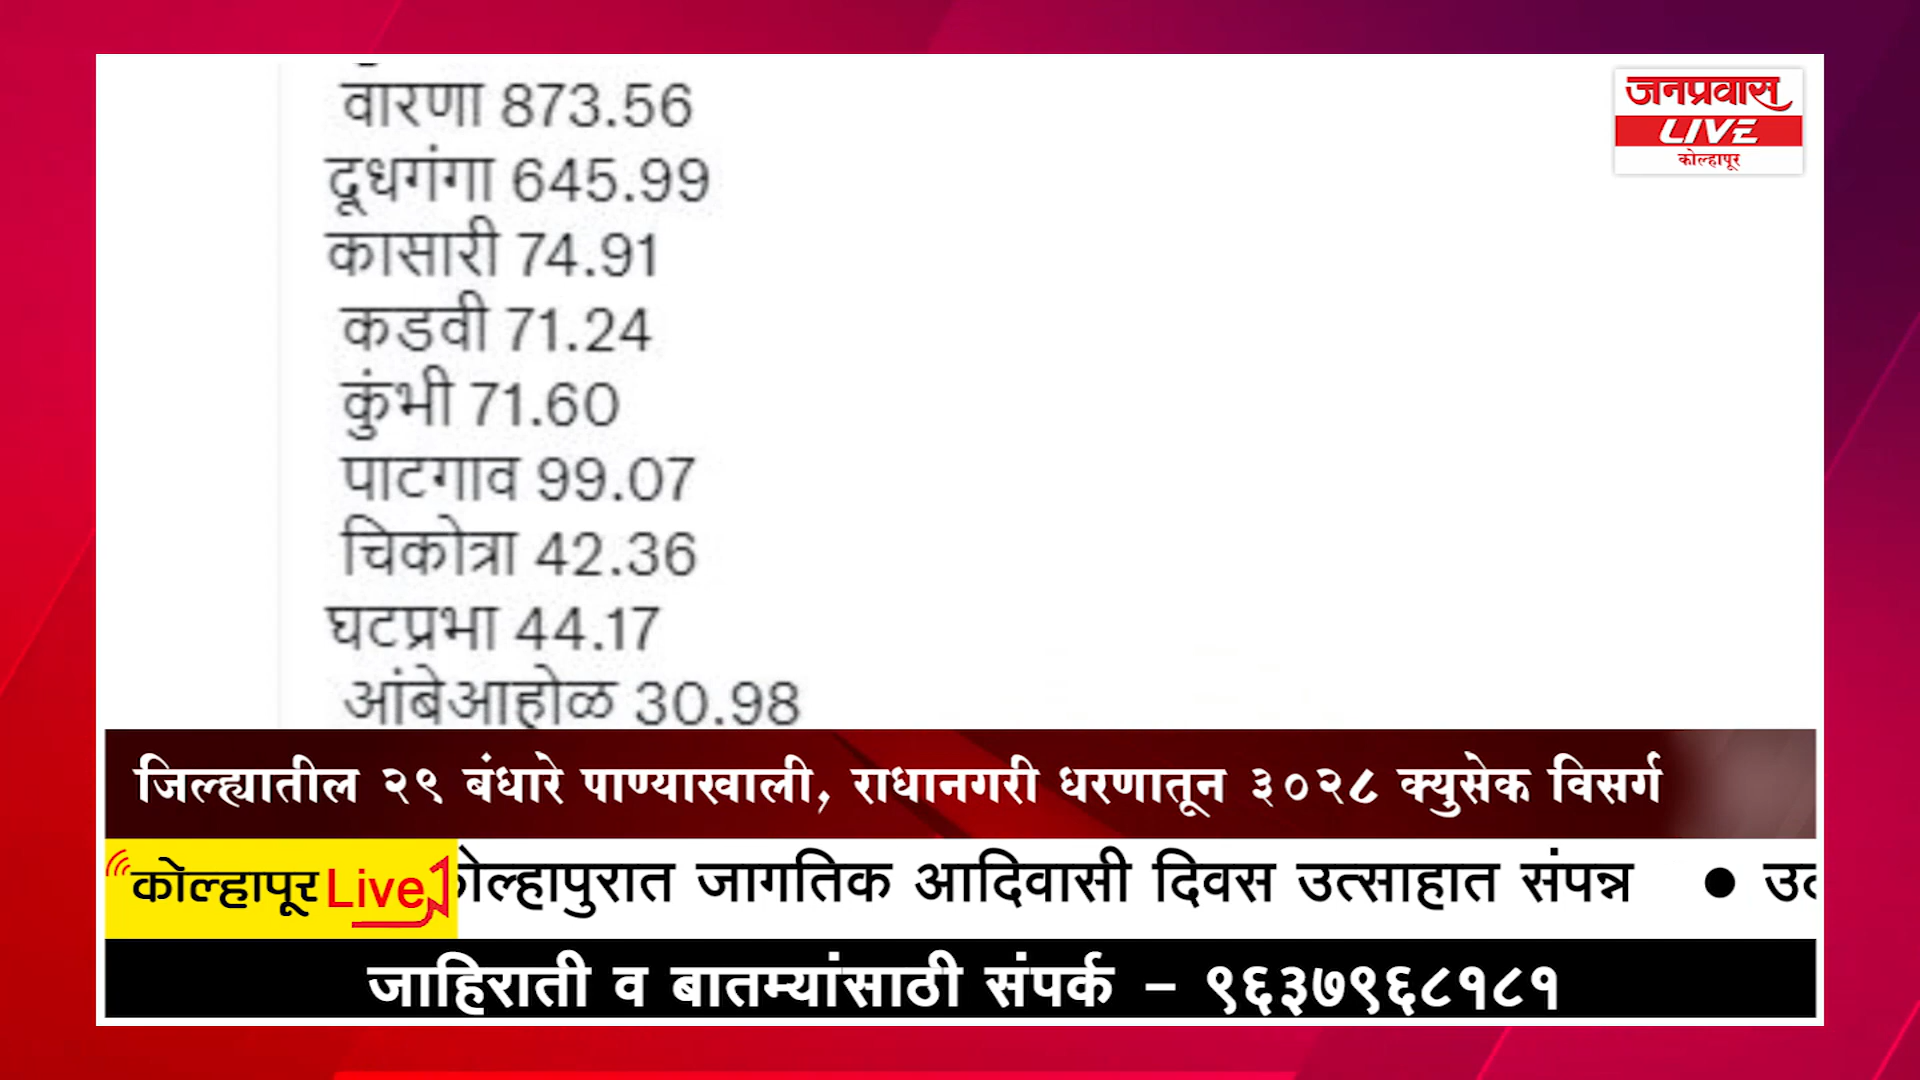 वारणा 873.56
दूधगंगा 645.99
कासारी 74.91
कडवी 71.24
कुंभी 71.60
पाटगाव 99.07
चिकोत्रा 42.36
घटप्रभा 44.17
आंबेआहोळ 30.98
जनप्रवास
LIVE
कोल्हापूर
जिल्ह्यातील २९ बंधारे पाण्याखाली, राधानगरी धरणातून ३०२८ क्युसेक विसर्ग
कोल्हापूर Live
जागतिक आदिवासी दिवस उत्साहात संपन्न ●
जाहिराती व बातम्यांसाठी संपर्क - ९६३७९६८१८१